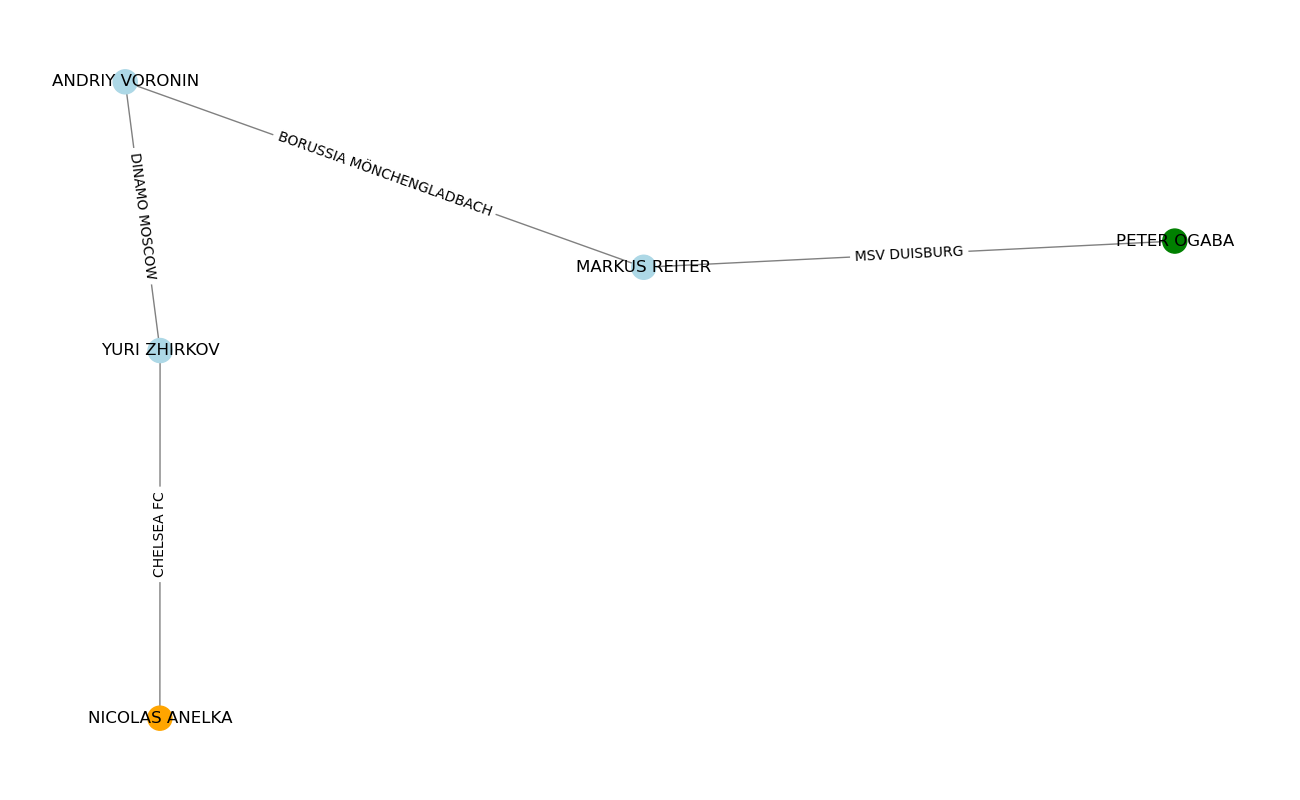 ANDRIY VORONIN
BORUSSIA MÖNCHENGLADBACH
DINAMO MOSCOW
PETER OGABA
MSV DUISBURG
MARKUS REITER
YURI ZHIRKOV
CHELSEA FC
NICOLAS ANELKA